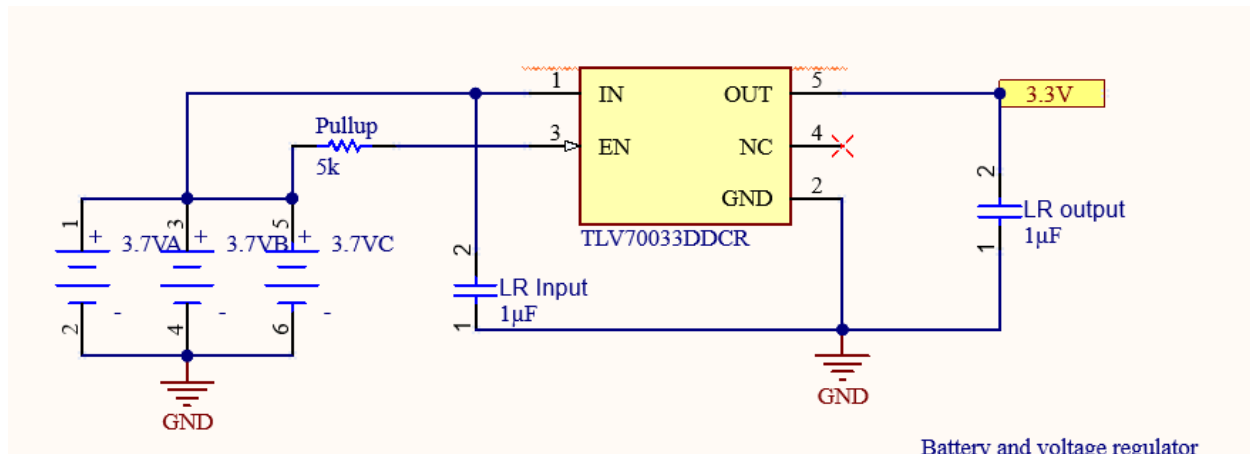 1
IN
OUT
5
3.3V
Pullup
3
EN
NC
4
5k
GND
2
2
1
+
3.7VA
3
+
3.7VB
5
+
3.7VC
TLV70033DDCR
LR output
1µF
1
2
LR Input
1µF
1
2
-
4
-
6
-
GND
GND
Battery and voltage regulator